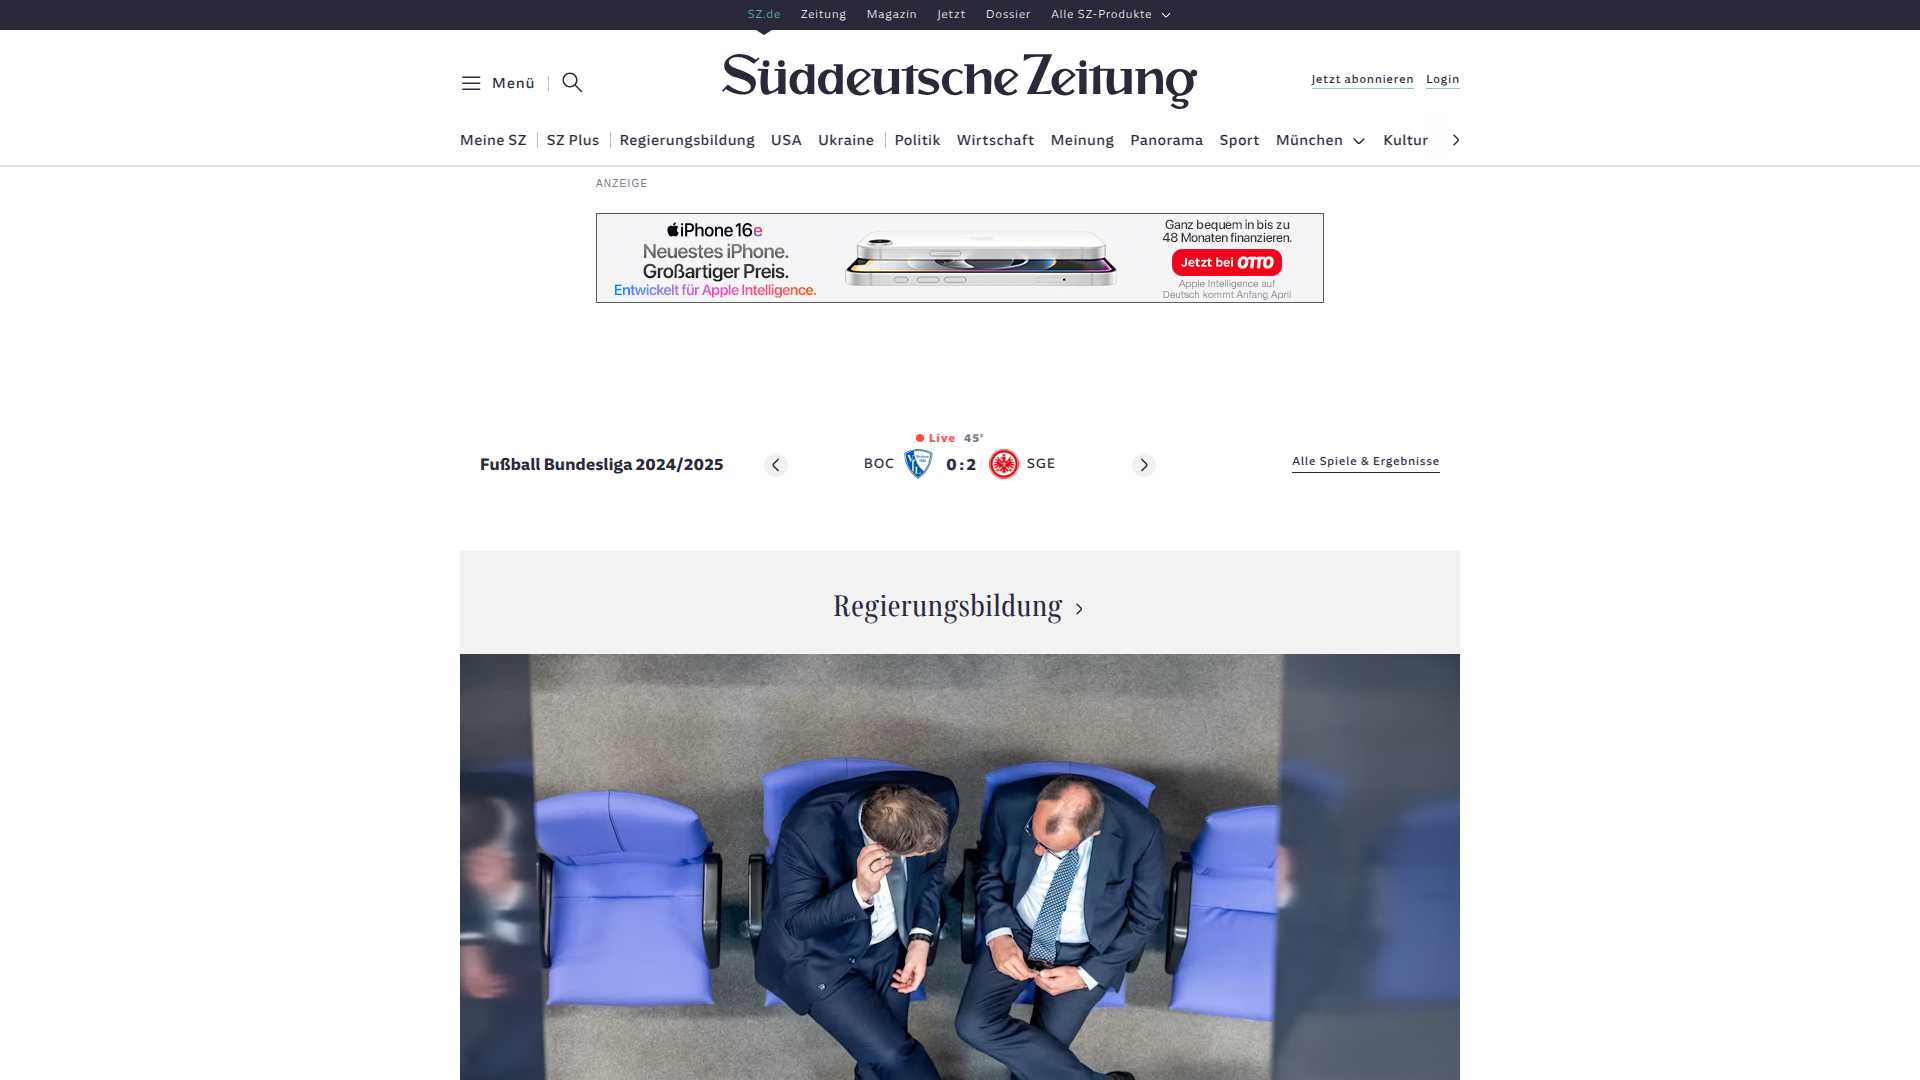 SZ.de Zeitung Magazin Jetzt Dossier Alle SZ-Produkte
Menü
Süddeutsche Zeitung
Jetzt abonnieren Login
Meine SZ SZ Plus Regierungsbildung USA Ukraine Politik Wirtschaft Meinung Panorama Sport München Kultur
ANZEIGE
iPhone 16e
Neuestes iPhone.
Großartiger Preis.
Entwickelt für Apple Intelligence.
Ganz bequem in bis zu
48 Monaten finanzieren.
Jetzt bei OTTO
Apple Intelligence auf
Deutsch kommt Anfang April
Live 45'
Fußball Bundesliga 2024/2025
BOC 0:2 SGE
Alle Spiele & Ergebnisse
Regierungsbildung